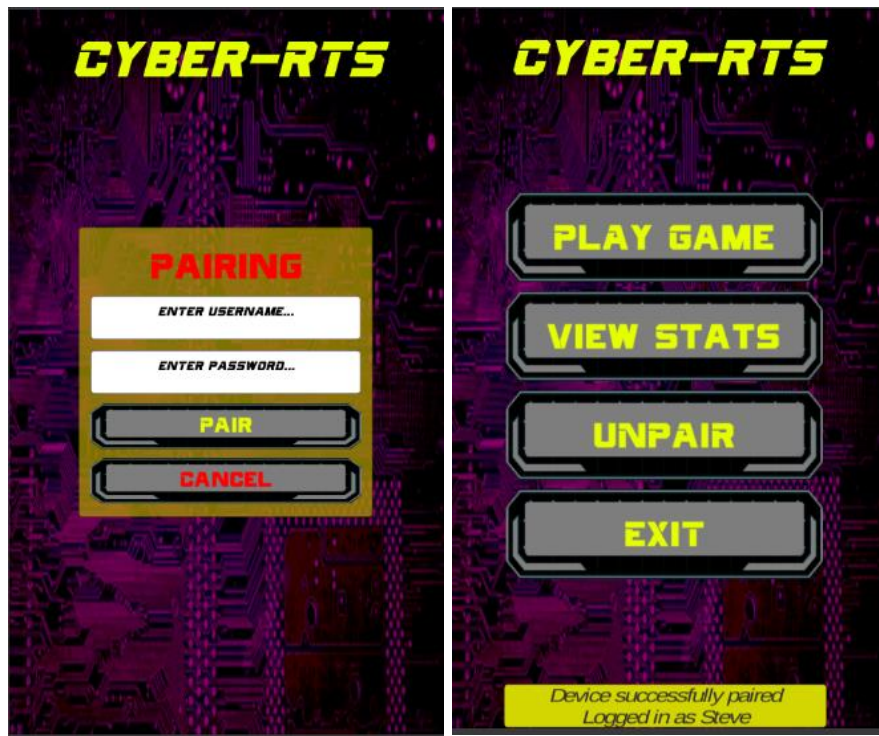 CYBER-RTS
PAIRING
ENTER USERNAME...
ENTER PASSWORD...
PAIR
CANCEL
CYBER-RTS
PLAY GAME
VIEW STATS
UNPAIR
EXIT
Device successfully paired
Logged in as Steve